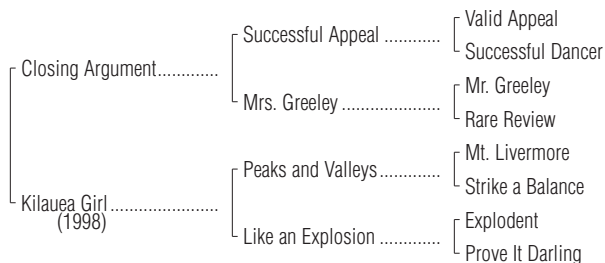 Valid Appeal
Successful Appeal ............
Successful Dancer
Closing Argument.............
Mr. Greeley
Mrs. Greeley .....................
Rare Review
Mt. Livermore
Peaks and Valleys.............
Strike a Balance
Kilauea Girl.......................
(1998)
Explodent
Like an Explosion .............
Prove It Darling